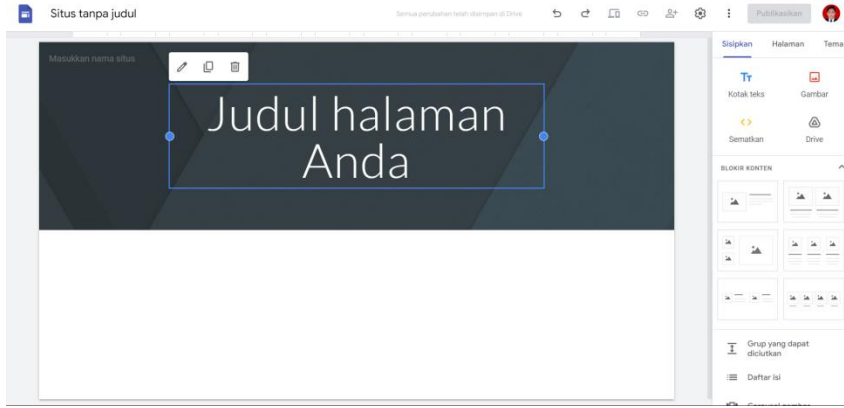 Situs tanpa judul
Semua perubahan telah disimpan di Drive
Publikasikan
Masukkan nama situs
Judul halaman
Anda
Sisipkan Halaman Tema
Tт
Kotak teks Gambar
Sematkan Drive
BLOKIR KONTEN
Grup yang dapat
diciutkan
Daftar isi